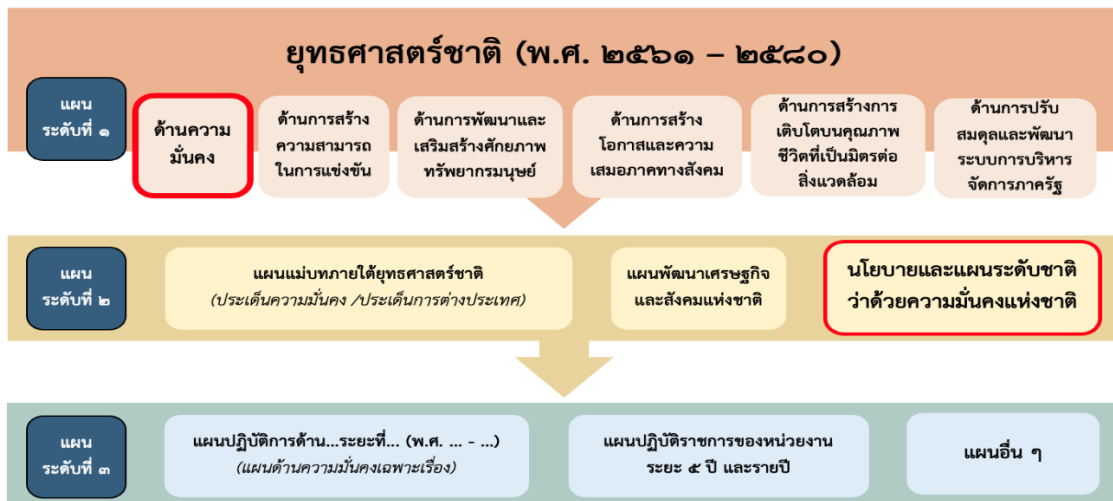 ยุทธศาสตร์ชาติ (พ.ศ. ๒๕๖๑ – ๒๕๘๐)
แผน
ระดับที่ ๑
ด้านความ
มั่นคง
ด้านการสร้าง
ความสามารถ
ในการแข่งขัน
ด้านการพัฒนาและ
เสริมสร้างศักยภาพ
ทรัพยากรมนุษย์
ด้านการสร้าง
โอกาสและความ
เสมอภาคทางสังคม
ด้านการสร้างการ
เติบโตบนคุณภาพ
ชีวิตที่เป็นมิตรต่อ
สิ่งแวดล้อม
ด้านการปรับ
สมดุลและพัฒนา
ระบบการบริหาร
จัดการภาครัฐ
แผน
ระดับที่ ๒
แผนแม่บทภายใต้ยุทธศาสตร์ชาติ
(ประเด็นความมั่นคง /ประเด็นการต่างประเทศ)
แผนพัฒนาเศรษฐกิจ
และสังคมแห่งชาติ
นโยบายและแผนระดับชาติ
ว่าด้วยความมั่นคงแห่งชาติ
แผน
ระดับที่ ๓
แผนปฏิบัติการด้าน...ระยะที่... (พ.ศ. ... - ...)
(แผนด้านความมั่นคงเฉพาะเรื่อง)
แผนปฏิบัติราชการของหน่วยงาน
ระยะ ๕ ปี และรายปี
แผนอื่น ๆ